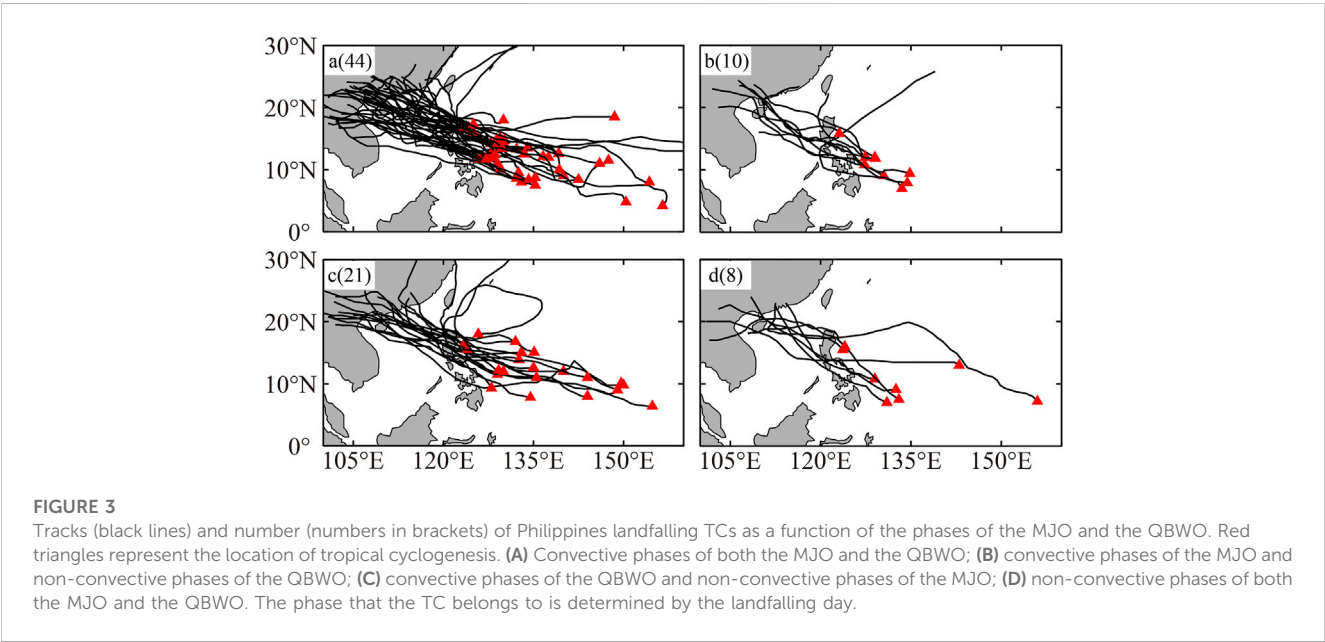 30°N
a(44)
b(10)
20°N
10°N
0°
30°N
c(21)
d(8)
20°N
10°N
0°
105°E 120°E 135°E 150°E 105°E 120°E 135°E 150°E
FIGURE 3
Tracks (black lines) and number (numbers in brackets) of Philippines landfalling TCs as a function of the phases of the MJO and the QBWO. Red
triangles represent the location of tropical cyclogenesis. (A) Convective phases of both the MJO and the QBWO; (B) convective phases of the MJO and
non-convective phases of the QBWO; (C) convective phases of the QBWO and non-convective phases of the MJO; (D) non-convective phases of both
the MJO and the QBWO. The phase that the TC belongs to is determined by the landfalling day.